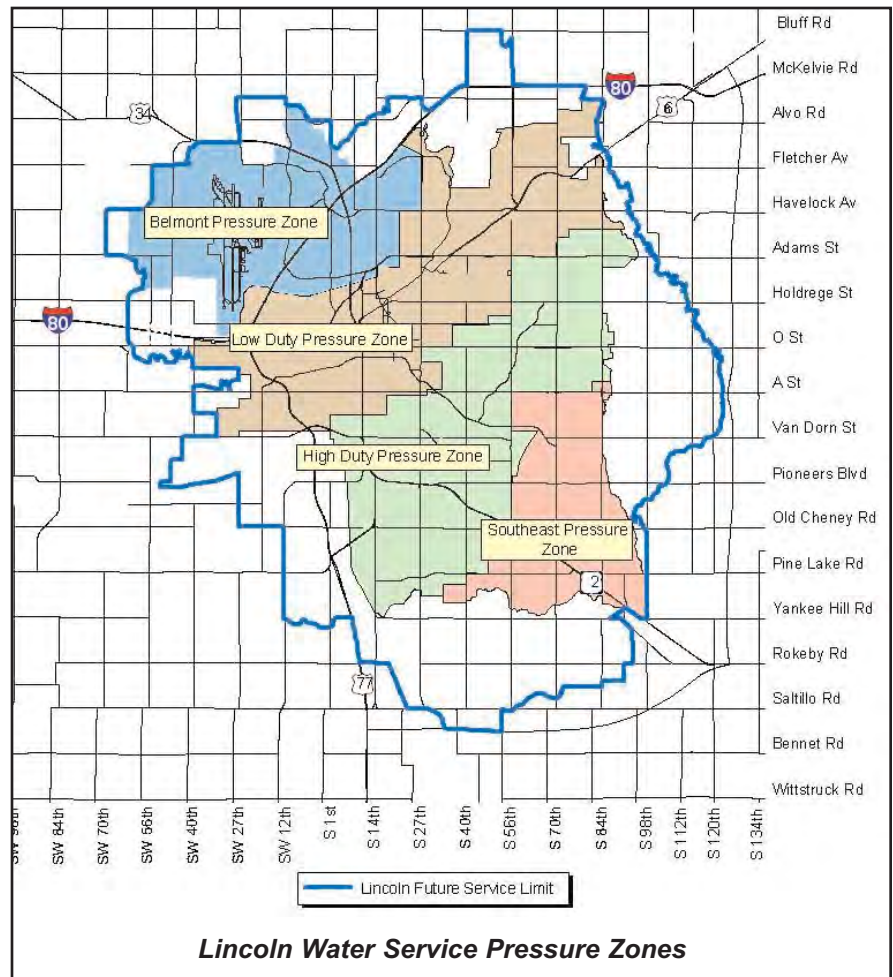 Bluff Rd
McKelvie Rd
Alvo Rd
Fletcher Av
Havelock Av
Adams St
Holdrege St
O St
A St
Van Dorn St
Pioneers Blvd
Old Cheney Rd
Pine Lake Rd
Yankee Hill Rd
Rokeby Rd
Saltillo Rd
Bennet Rd
Wittstruck Rd
34
80
6
Belmont Pressure Zone
80
Low Duty Pressure Zone
High Duty Pressure Zone
Southeast Pressure
Zone
2
77
SW 98th
SW 84th
SW 70th
SW 56th
SW 40th
SW 27th
SW 12th
S 1st
S 14th
S 27th
S 40th
S 56th
S 70th
S 84th
S 98th
S 112th
S 120th
S 134th
Lincoln Future Service Limit
Lincoln Water Service Pressure Zones